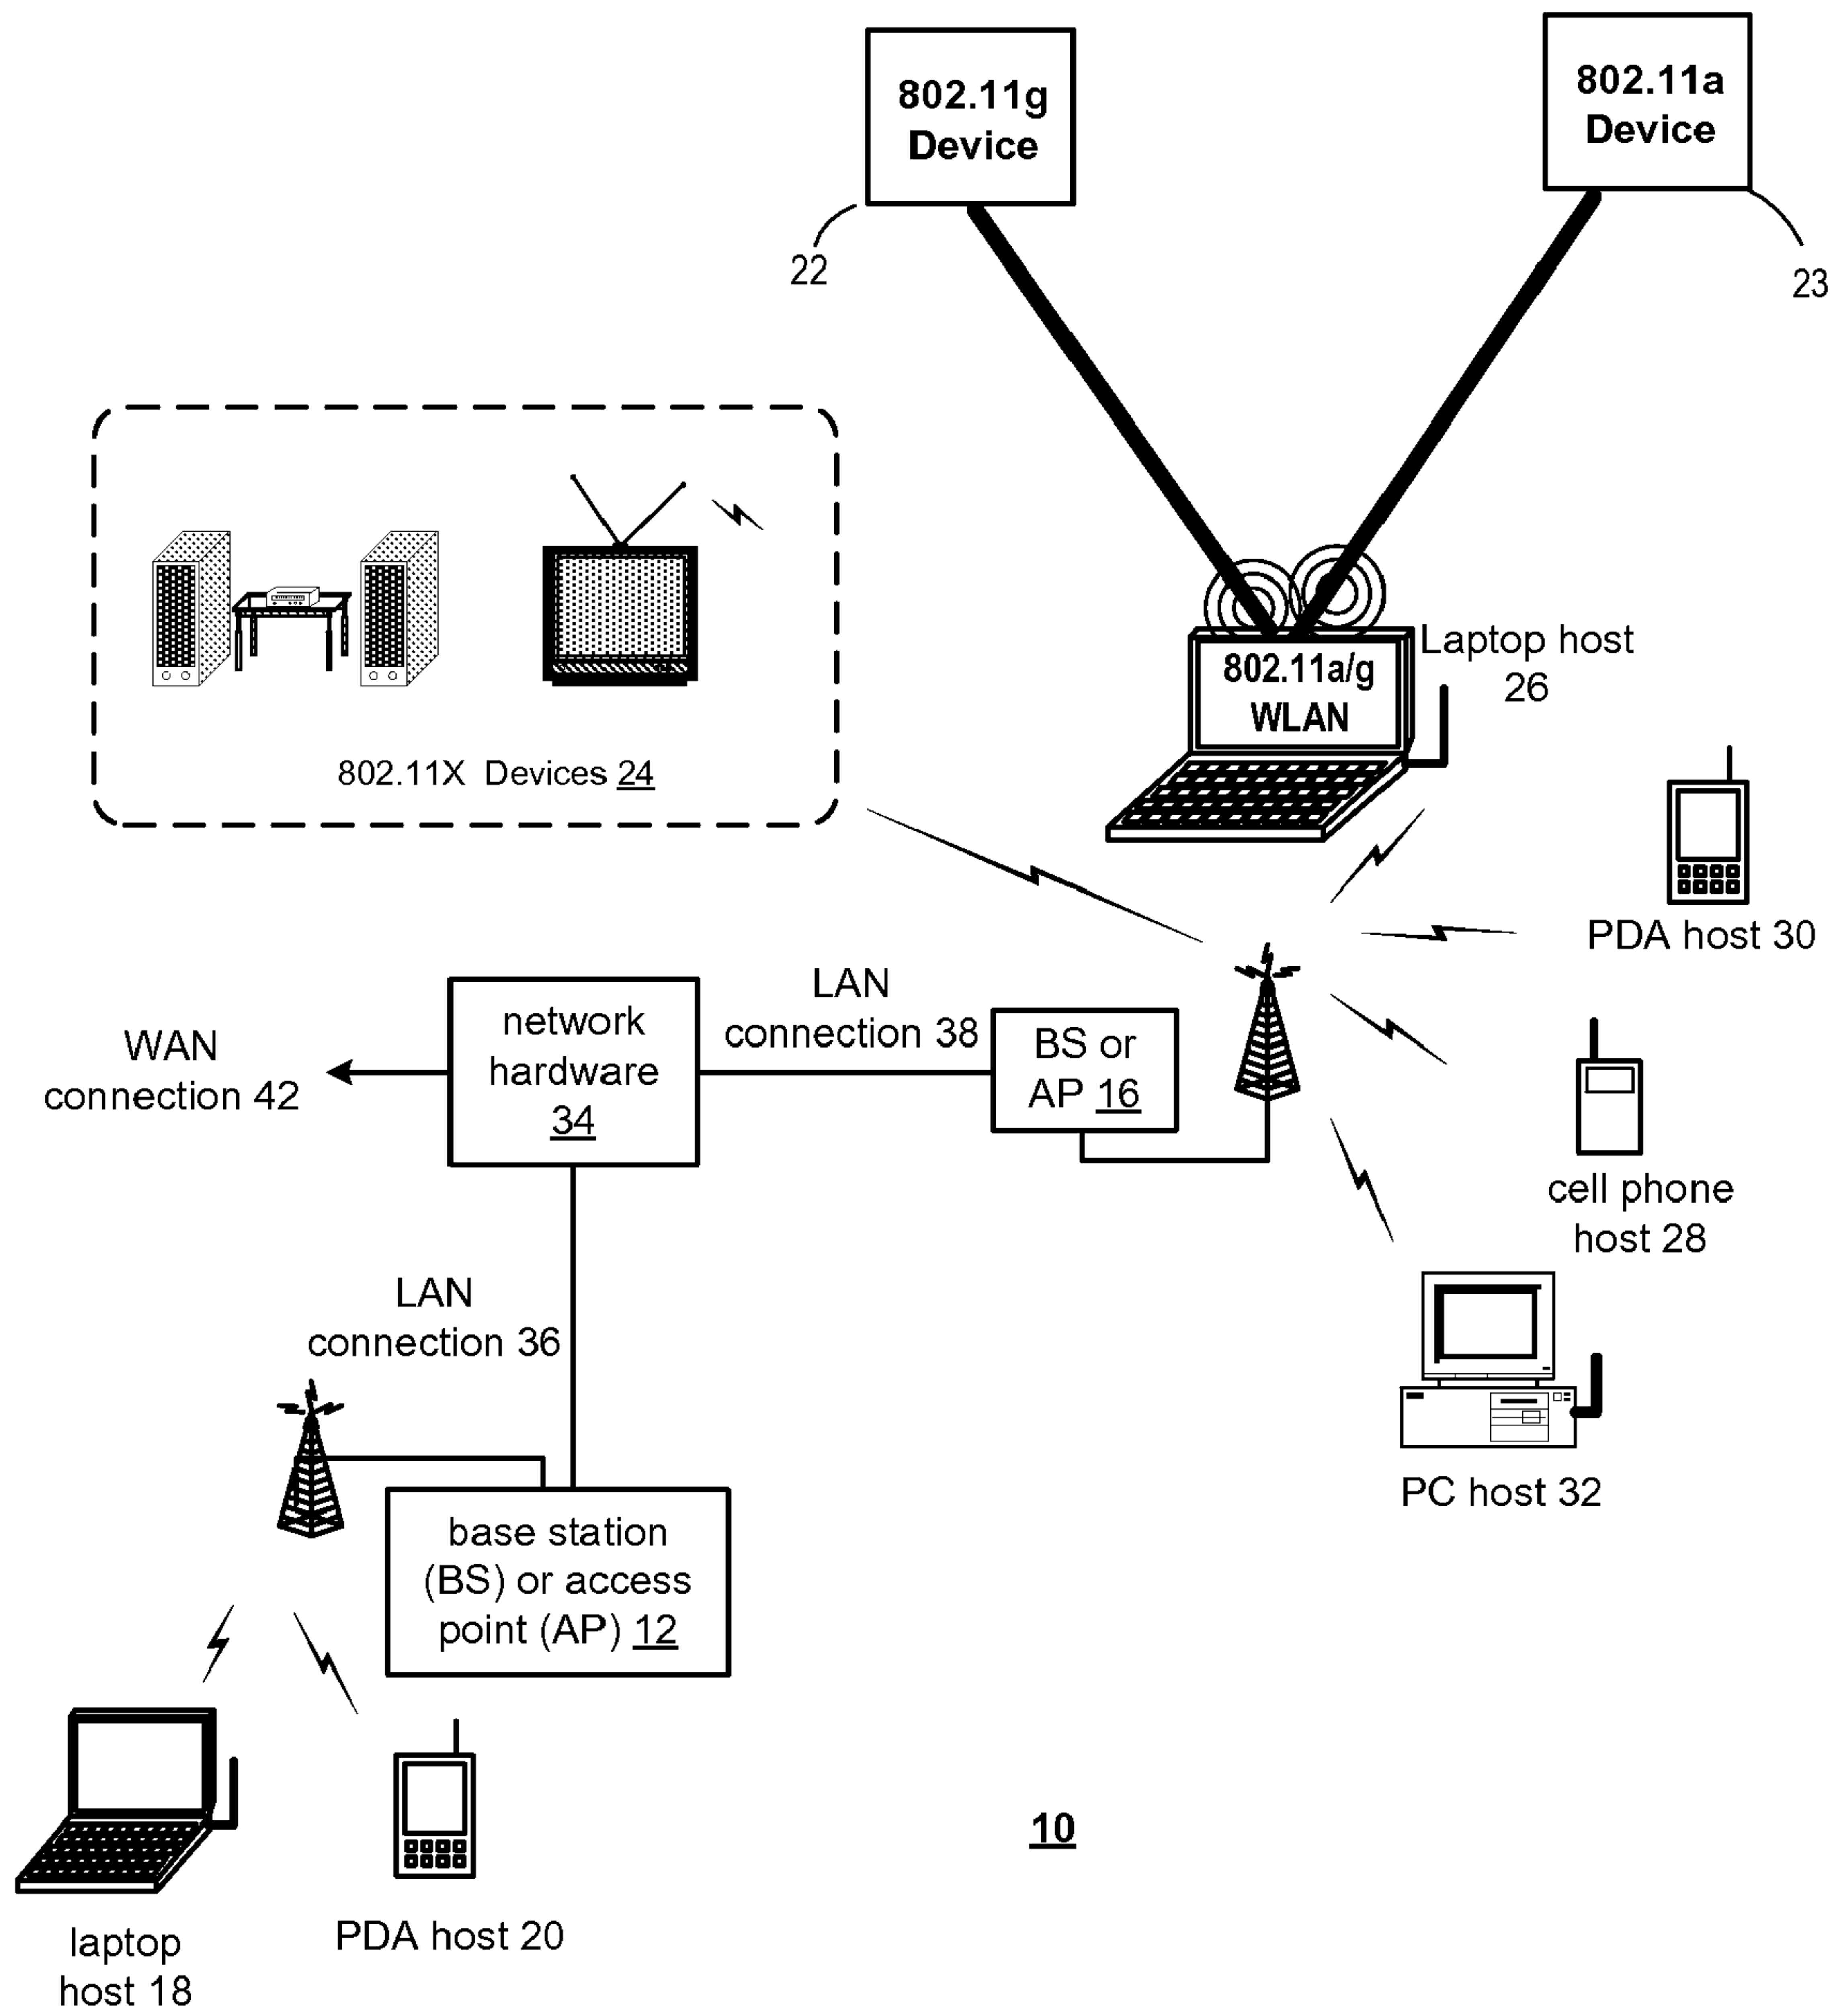 802.11g
Device
802.11a
Device
22
23
Laptop host
26
802.11a/g
WLAN
802.11X Devices 24
PDA host 30
LAN
connection 38
network
hardware
34
WAN
connection 42
BS or
AP 16
cell phone
host 28
LAN
connection 36
PC host 32
base station
(BS) or access
point (AP) 12
10
PDA host 20
laptop
host 18